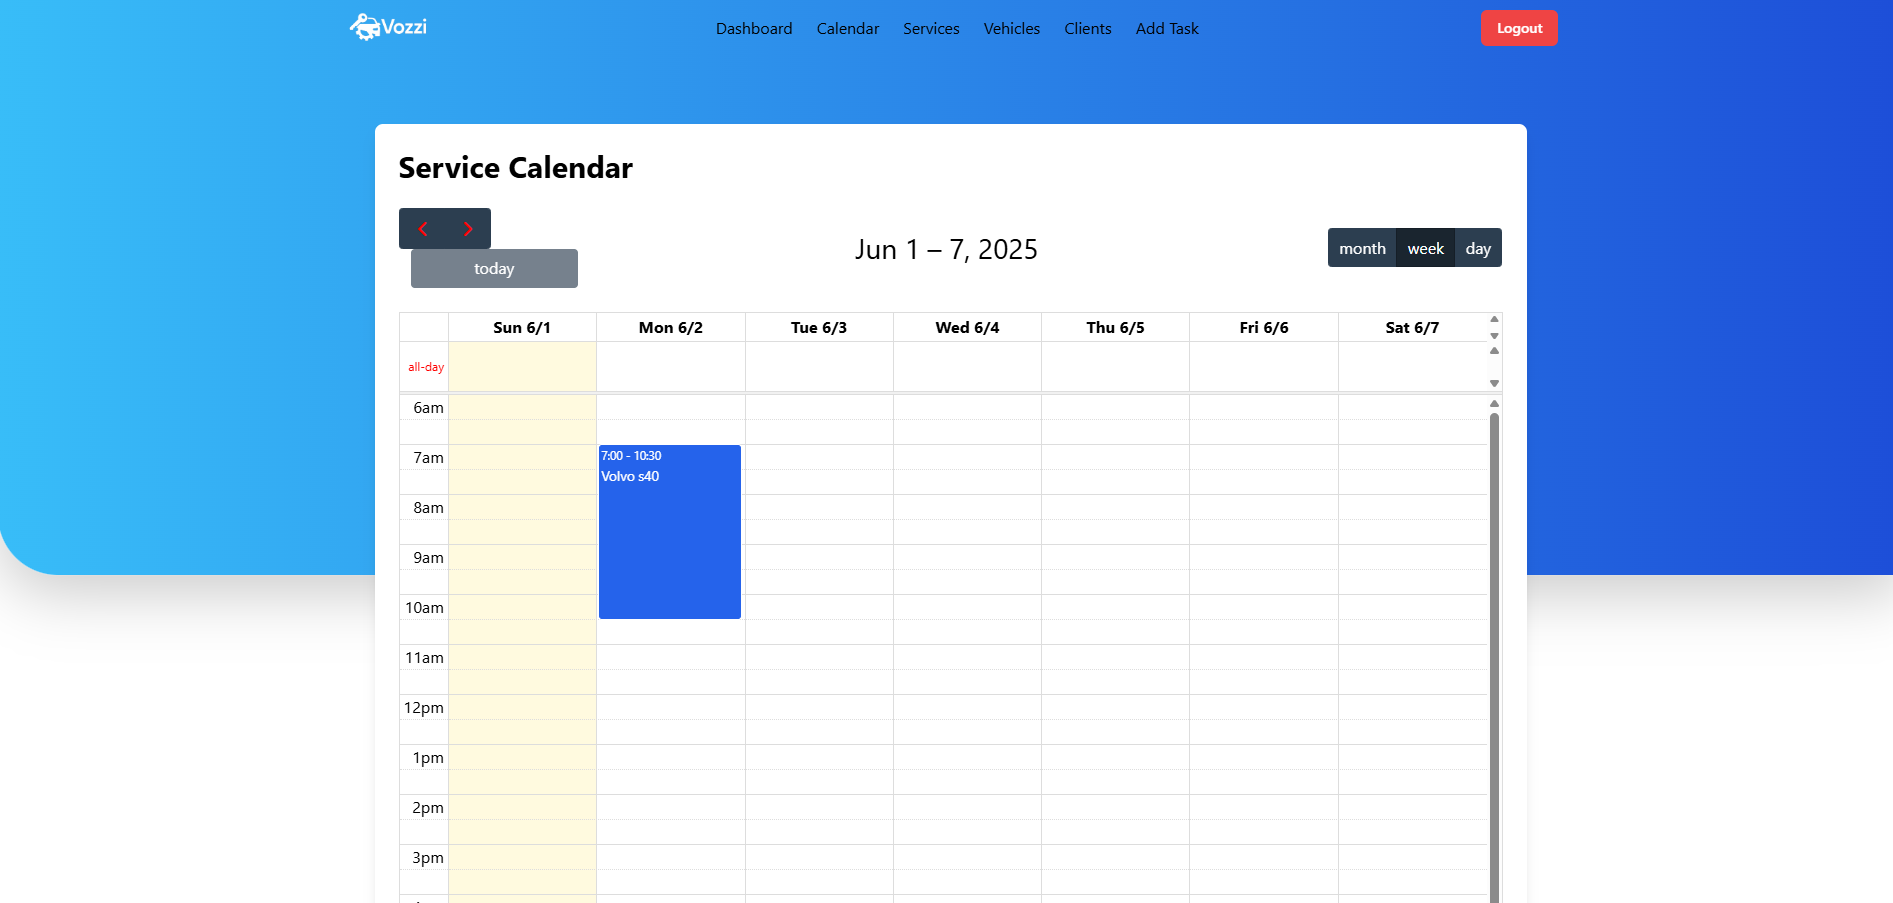 Vozzi
Dashboard Calendar Services Vehicles Clients Add Task
Logout
Service Calendar
today
Jun 1 – 7, 2025
month week day
Sun 6/1 Mon 6/2 Tue 6/3 Wed 6/4 Thu 6/5 Fri 6/6 Sat 6/7
all-day
6am
7am
7:00 - 10:30
Volvo s40
8am
9am
10am
11am
12pm
1pm
2pm
3pm